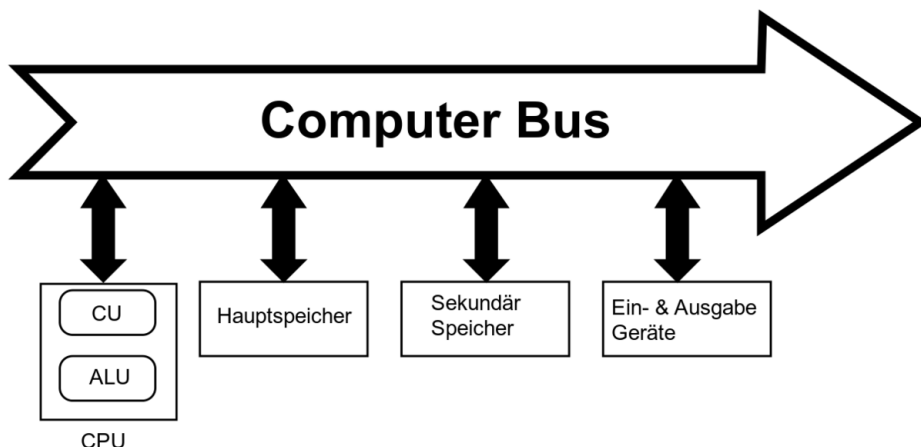 Computer Bus
CU
ALU
CPU
Hauptspeicher
Sekundär
Speicher
Ein- & Ausgabe
Geräte